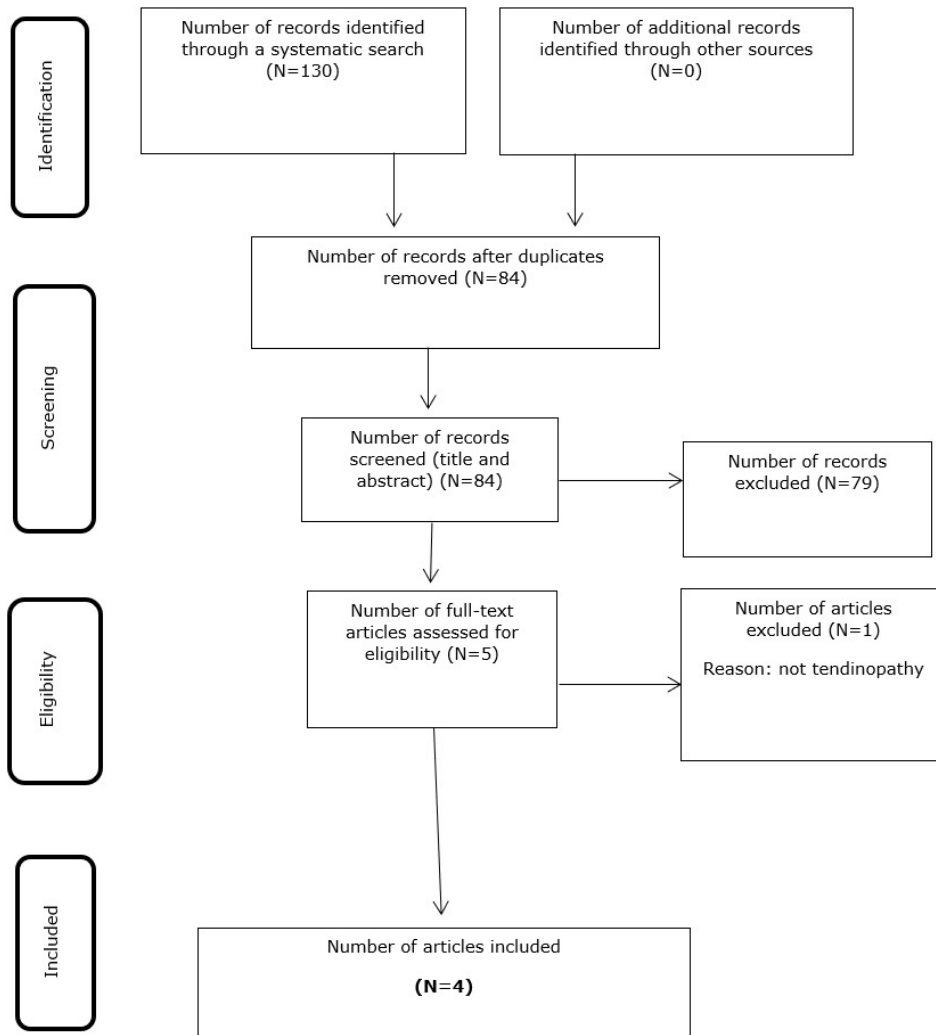 Identification
Number of records identified
through a systematic search
(N=130)
Number of additional records
identified through other sources
(N=0)
Screening
Number of records after duplicates
removed (N=84)
Number of records
screened (title and
abstract) (N=84)
Number of records
excluded (N=79)
Eligibility
Number of full-text
articles assessed for
eligibility (N=5)
Number of articles
excluded (N=1)
Reason: not tendinopathy
Included
Number of articles included
(N=4)